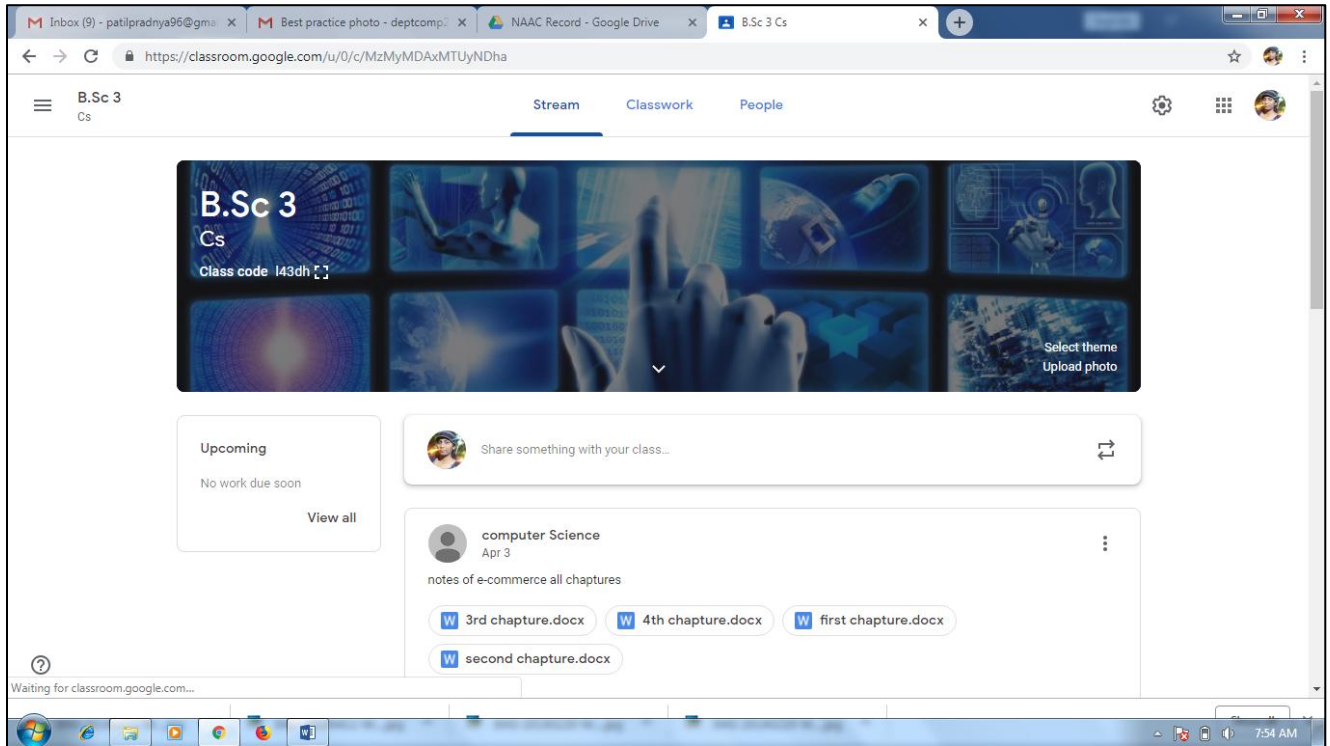 Inbox (9) - patilpradnya96@gma
Best practice photo - deptcomp2
NAAC Record - Google Drive
B.Sc 3 Cs
https://classroom.google.com/u/0/c/MzMyMDAxMTUyNDha
B.Sc 3
Cs
Stream Classwork People
B.Sc 3
Cs
Class code l43dh
Select theme
Upload photo
Upcoming
No work due soon
View all
Share something with your class...
computer Science
Apr 3
notes of e-commerce all chaptures
3rd chapture.docx 4th chapture.docx first chapture.docx
second chapture.docx
Waiting for classroom.google.com...
7:54 AM